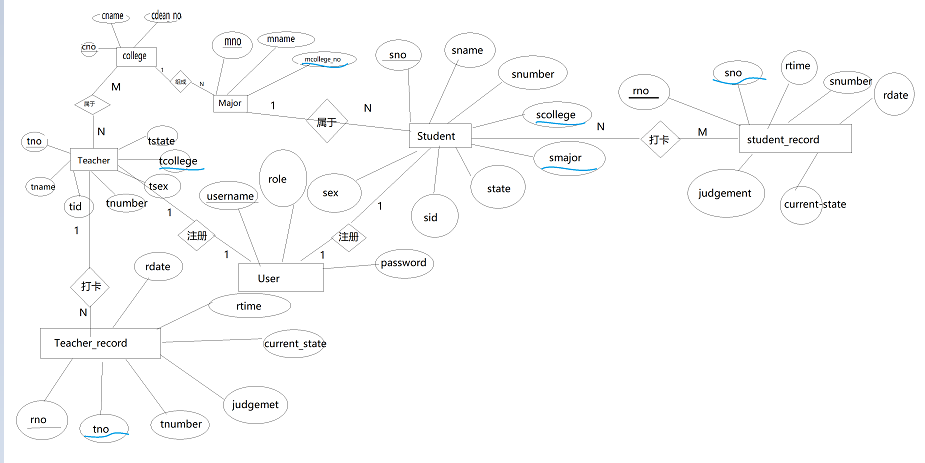 cname
cdean_no
cno
college
M
属于
N
1
组成
N
mno
mname
mcollege_no
Major
1
属于
N
sno
sname
snumber
scollege
smajor
Student
state
sid
sex
N
打卡
M
rno
sno
rtime
snumber
rdate
student_record
judgement
current-state
tno
tstate
Teacher
tcollege
tname
tid
tnumber
tsex
1
注册
1
username
role
1
注册
1
User
password
1
打卡
N
rdate
rtime
Teacher_record
current_state
judgemet
rno
tno
tnumber